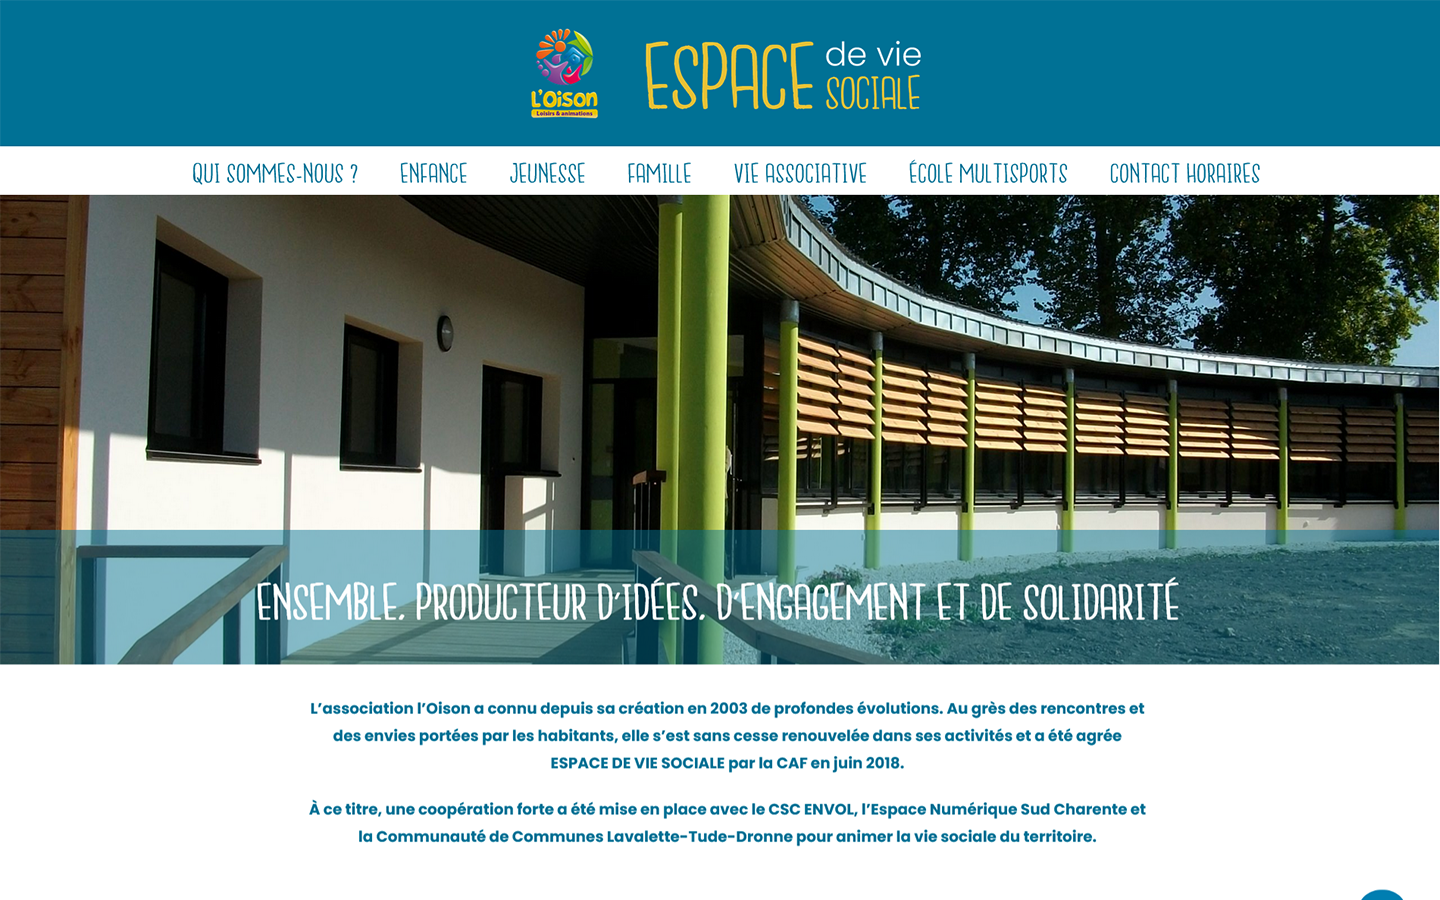 L'Oison
Loisirs & animations
ESPACE de vie SOCIALE
QUI SOMMES-NOUS ? ENFANCE JEUNESSE FAMILLE VIE ASSOCIATIVE ÉCOLE MULTISPORTS CONTACT HORAIRES
ENSEMBLE, PRODUCTEUR D'IDÉES, D'ENGAGEMENT ET DE SOLIDARITÉ
L'association l'Oison a connu depuis sa création en 2003 de profondes évolutions. Au grès des rencontres et
des envies portées par les habitants, elle s'est sans cesse renouvelée dans ses activités et a été agrée
ESPACE DE VIE SOCIALE par la CAF en juin 2018.
À ce titre, une coopération forte a été mise en place avec le CSC ENVOL, l'Espace Numérique Sud Charente et
la Communauté de Communes Lavalette-Tude-Dronne pour animer la vie sociale du territoire.